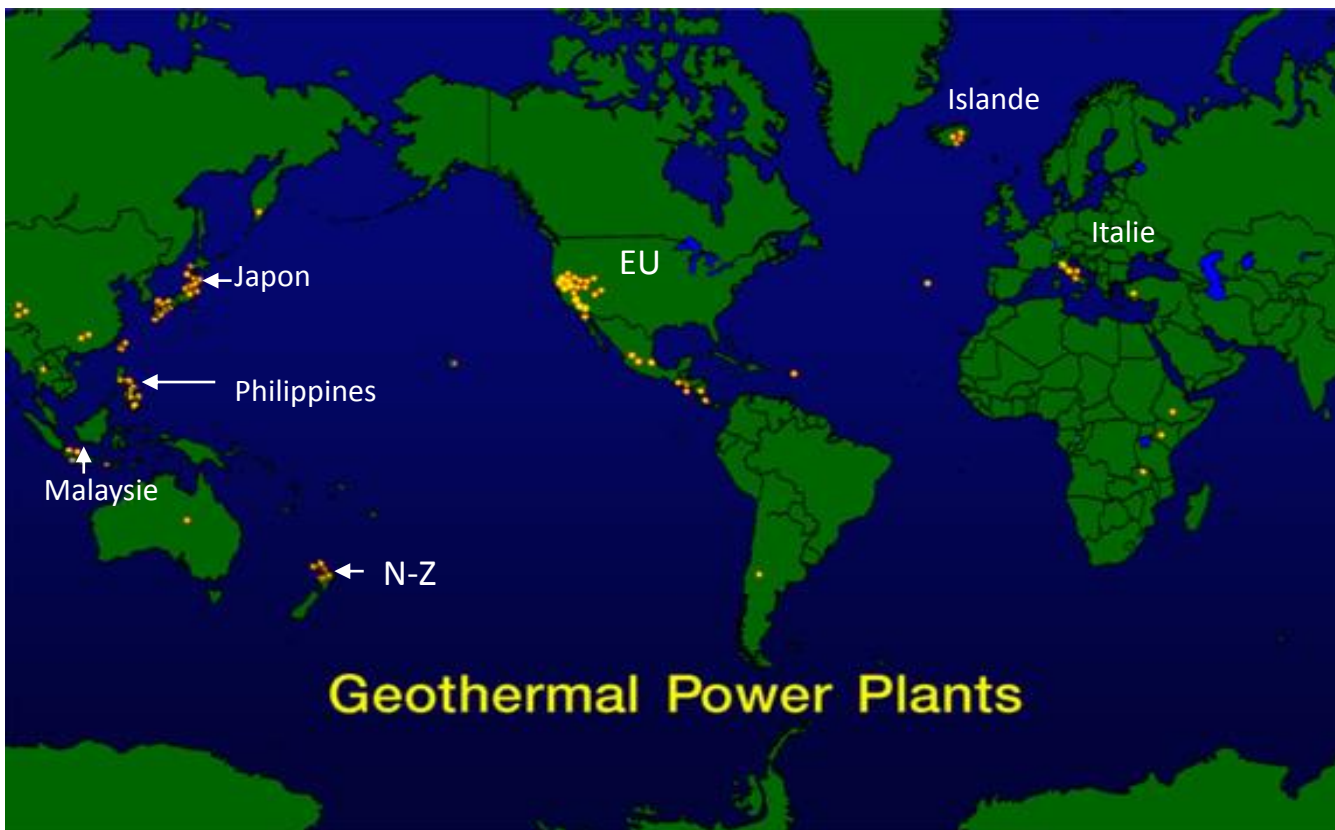 Islande
EU
Italie
Japon
Philippines
Malaysie
N-Z
Geothermal Power Plants